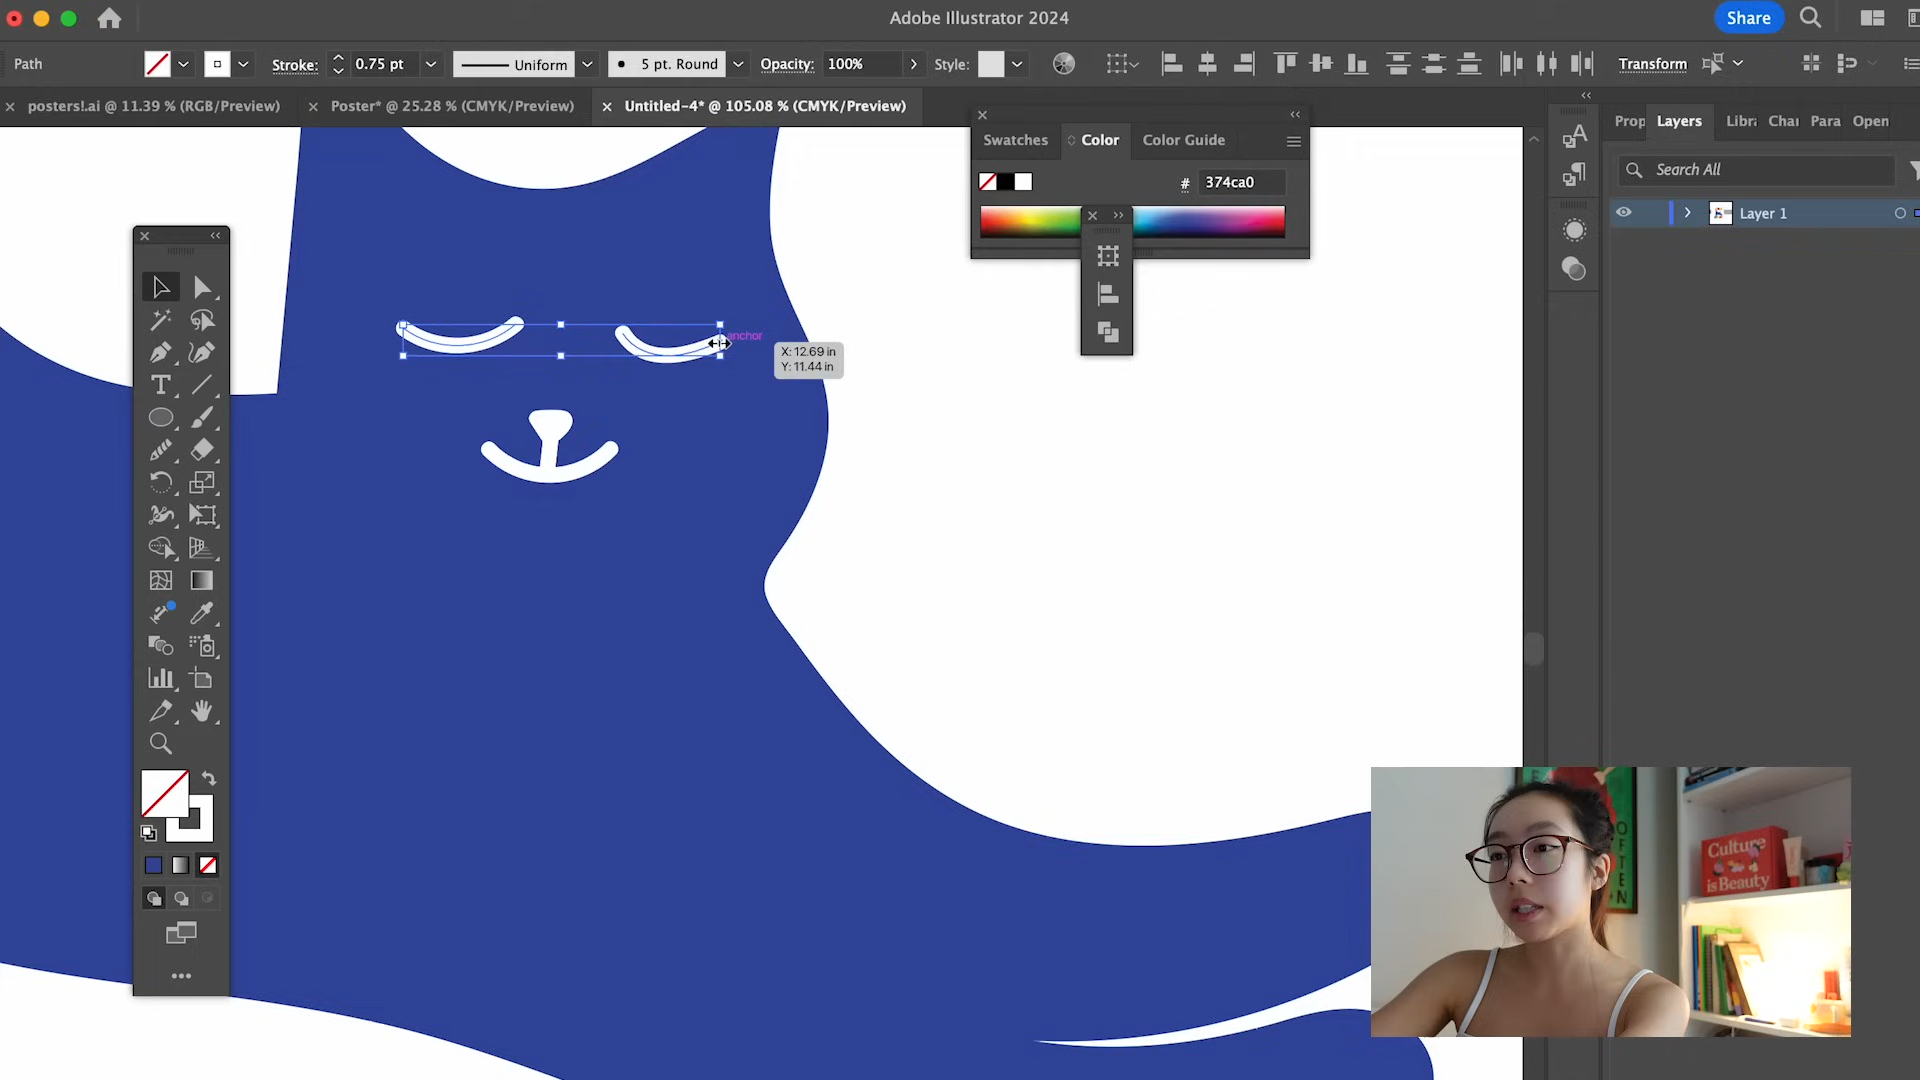 Adobe Illustrator 2024
Share
Path
Stroke:
0.75 pt
Uniform
5 pt. Round
Opacity:
100%
Style:
Transform
posters!.ai @ 11.39 % (RGB/Preview)
Poster* @ 25.28 % (CMYK/Preview)
Untitled-4* @ 105.08 % (CMYK/Preview)
Swatches
Color
Color Guide
# 374ca0
Prop
Layers
Libra
Char
Para
Open
Search All
Layer 1
anchor
X: 12.69 in
Y: 11.44 in
Culture
is Beauty
OFTEN